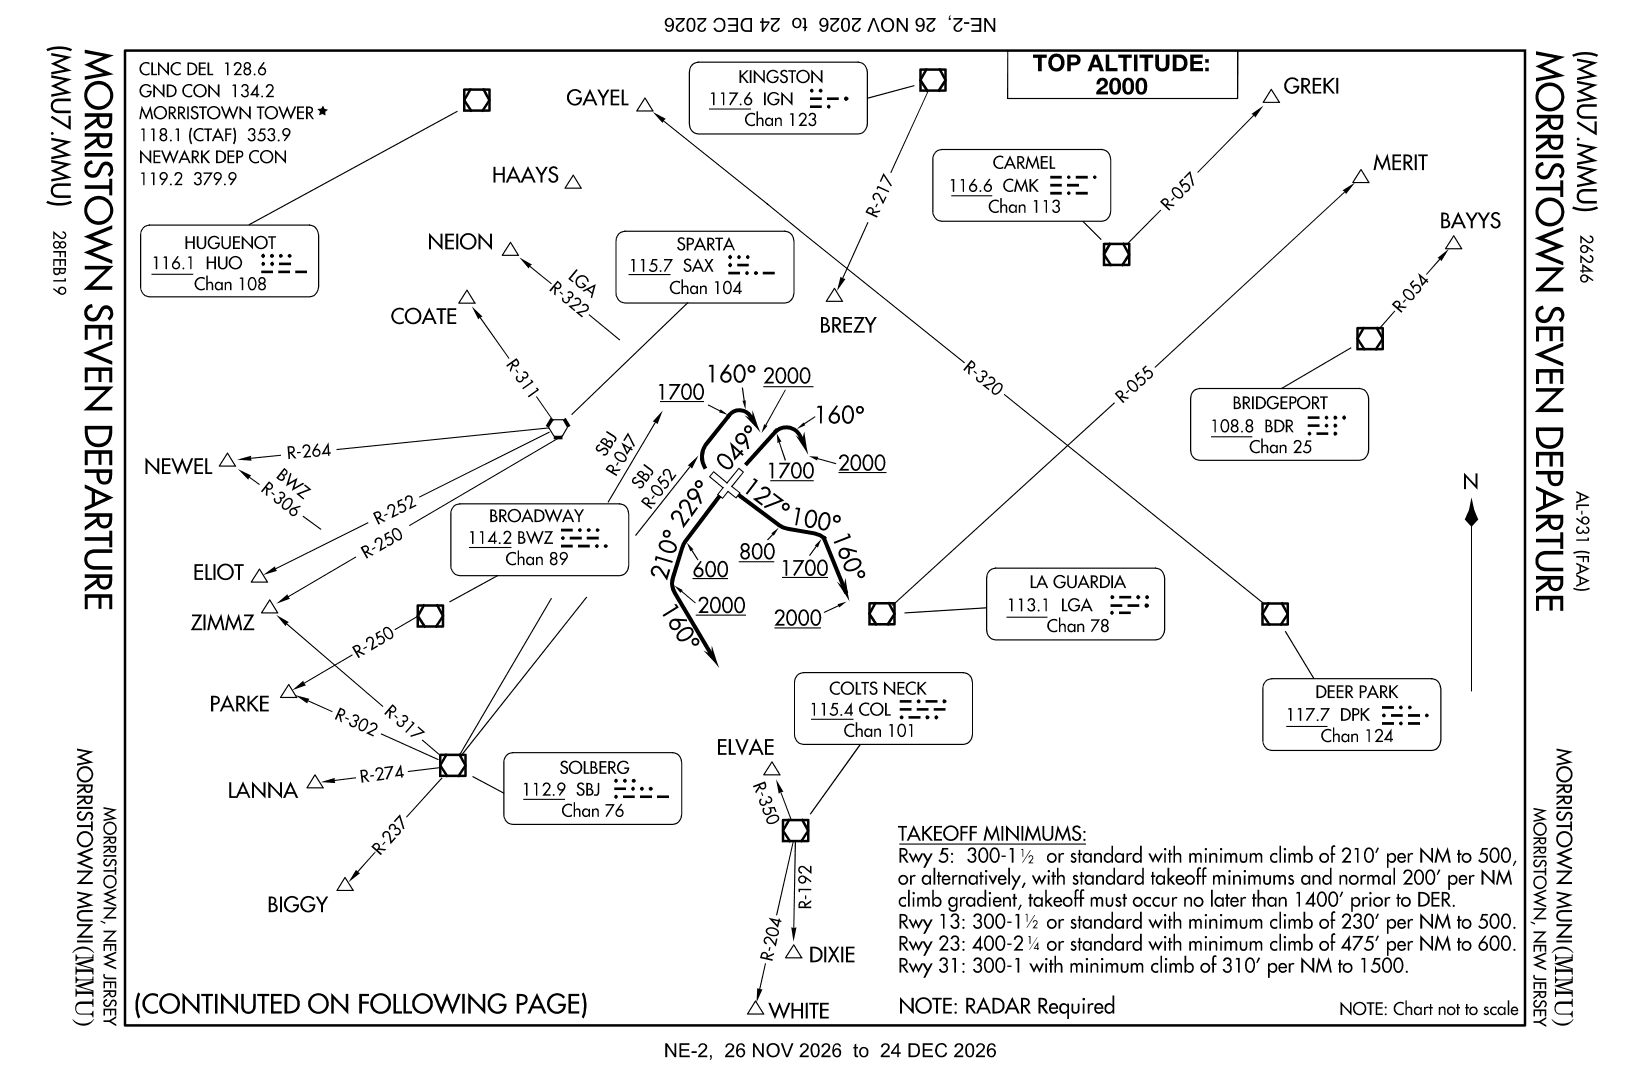 NE-2, 26 NOV 2026 to 24 DEC 2026
(MMU7.MMU) 28FEB19
MORRISTOWN SEVEN DEPARTURE
MORRISTOWN MUNI(MMU)
MORRISTOWN, NEW JERSEY
CLNC DEL 128.6
GND CON 134.2
MORRISTOWN TOWER★
118.1 (CTAF) 353.9
NEWARK DEP CON
119.2 379.9
TOP ALTITUDE:
2000
KINGSTON
117.6 IGN
Chan 123
GAYEL
GREKI
HAAYS
R-217
CARMEL
116.6 CMK
Chan 113
R-057
MERIT
BAYYS
HUGUENOT
116.1 HUO
Chan 108
NEION
SPARTA
115.7 SAX
Chan 104
LGA
R-322
R-054
COATE
BREZY
R-311
R-320
R-055
BRIDGEPORT
108.8 BDR
Chan 25
1700
160°
2000
160°
049°
1700
2000
SBJ
R-047
SBJ
R-052
NEWEL
R-264
BWZ
R-306
R-252
R-250
N
229°
127°
100°
160°
210°
600
800
1700
2000
2000
160°
BROADWAY
114.2 BWZ
Chan 89
ELIOT
ZIMMZ
R-250
LA GUARDIA
113.1 LGA
Chan 78
PARKE
R-317
R-302
COLTS NECK
115.4 COL
Chan 101
DEER PARK
117.7 DPK
Chan 124
ELVAE
R-350
LANNA
R-274
SOLBERG
112.9 SBJ
Chan 76
R-237
BIGGY
R-192
R-204
DIXIE
WHITE
TAKEOFF MINIMUMS:
Rwy 5: 300-1½ or standard with minimum climb of 210' per NM to 500,
or alternatively, with standard takeoff minimums and normal 200' per NM
climb gradient, takeoff must occur no later than 1400' prior to DER.
Rwy 13: 300-1½ or standard with minimum climb of 230' per NM to 500.
Rwy 23: 400-2¼ or standard with minimum climb of 475' per NM to 600.
Rwy 31: 300-1 with minimum climb of 310' per NM to 1500.
(CONTINUTED ON FOLLOWING PAGE)
NOTE: RADAR Required
NOTE: Chart not to scale
(MMU7.MMU) 26246
AL-931 (FAA)
MORRISTOWN SEVEN DEPARTURE
MORRISTOWN MUNI(MMU)
MORRISTOWN, NEW JERSEY
NE-2, 26 NOV 2026 to 24 DEC 2026